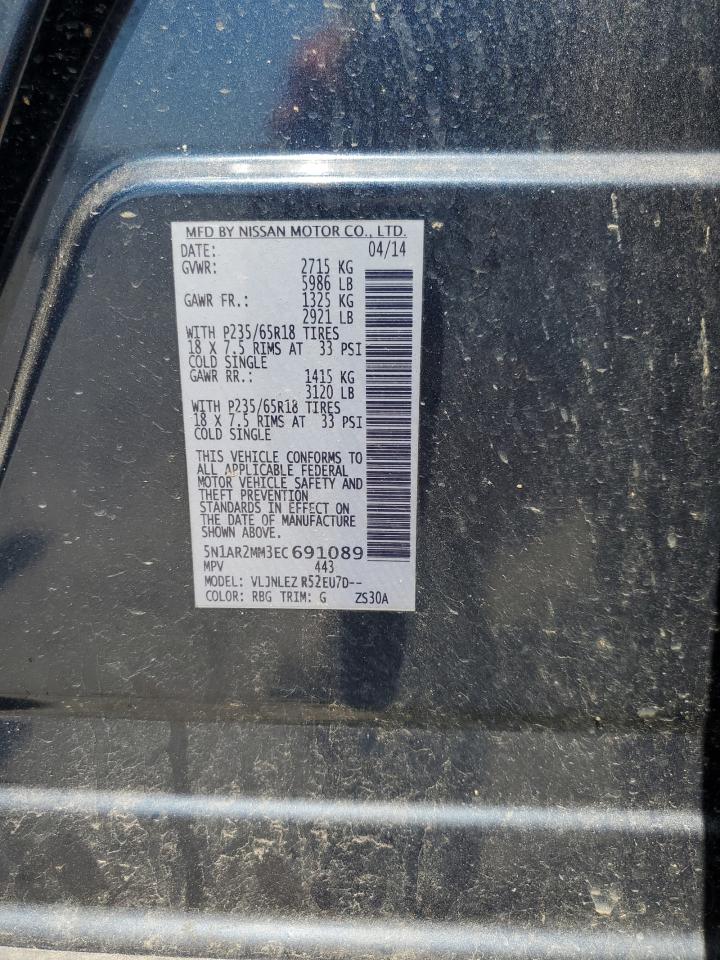 MFD BY NISSAN MOTOR CO., LTD.
DATE: 04/14
GVWR: 2715 KG
5986 LB
GAWR FR.: 1325 KG
2921 LB
WITH P235/65R18 TIRES
18 X 7.5 RIMS AT 33 PSI
COLD SINGLE
GAWR RR.: 1415 KG
3120 LB
WITH P235/65R18 TIRES
18 X 7.5 RIMS AT 33 PSI
COLD SINGLE
THIS VEHICLE CONFORMS TO
ALL APPLICABLE FEDERAL
MOTOR VEHICLE SAFETY AND
THEFT PREVENTION
STANDARDS IN EFFECT ON
THE DATE OF MANUFACTURE
SHOWN ABOVE.
5N1AR2MM3EC691089
MPV 443
MODEL: VLJNLEZ R52EU7D--
COLOR: RBG TRIM: G ZS30A